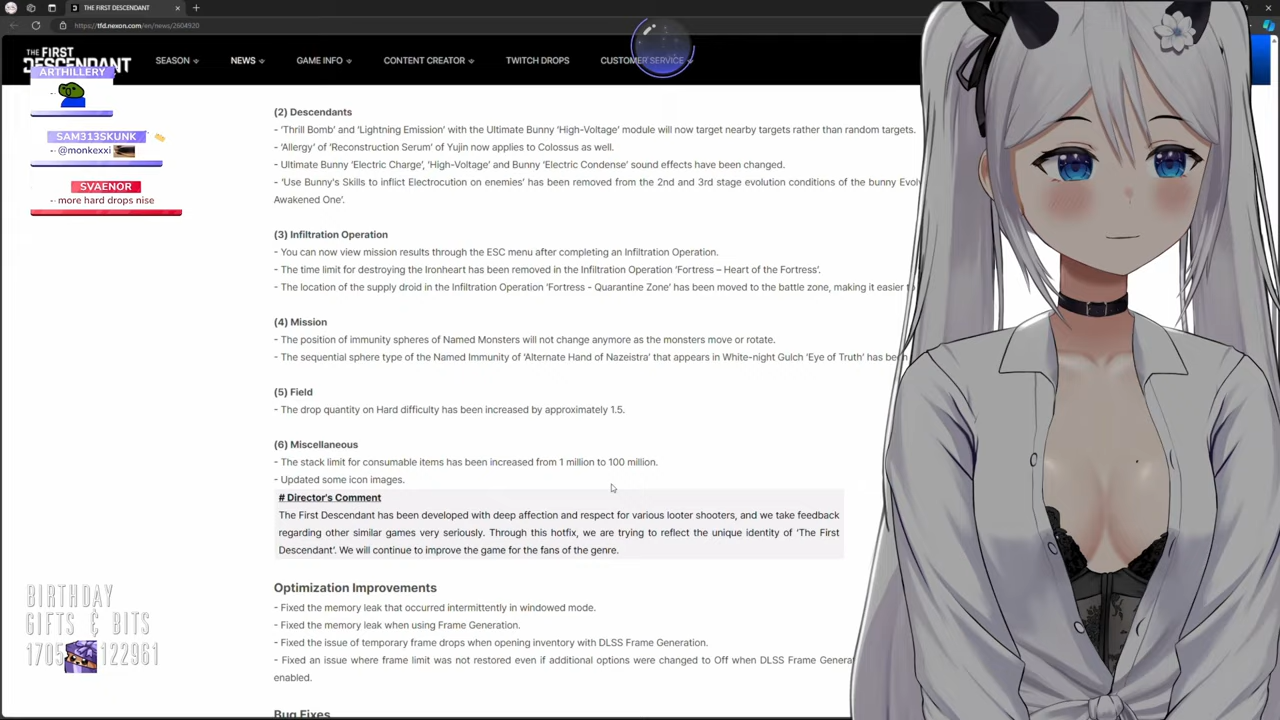 THE FIRST DESCENDANT
https://tfd.nexon.com/en/news/2604920
THE FIRST
DESCENDANT
SEASON
NEWS
GAME INFO
CONTENT CREATOR
TWITCH DROPS
CUSTOMER SERVICE
ARTHILLERY
SAM313SKUNK
@monkexxi
SVAENOR
more hard drops nise
(2) Descendants
- 'Thrill Bomb' and 'Lightning Emission' with the Ultimate Bunny 'High-Voltage' module will now target nearby targets rather than random targets.
- 'Allergy' of 'Reconstruction Serum' of Yujin now applies to Colossus as well.
- Ultimate Bunny 'Electric Charge', 'High-Voltage' and Bunny 'Electric Condense' sound effects have been changed.
- 'Use Bunny's Skills to inflict Electrocution on enemies' has been removed from the 2nd and 3rd stage evolution conditions of the bunny
Awakened One'.
(3) Infiltration Operation
- You can now view mission results through the ESC menu after completing an Infiltration Operation.
- The time limit for destroying the Ironheart has been removed in the Infiltration Operation 'Fortress – Heart of the Fortress'.
- The location of the supply droid in the Infiltration Operation 'Fortress - Quarantine Zone' has been moved to the battle zone, making it easier
(4) Mission
- The position of immunity spheres of Named Monsters will not change anymore as the monsters move or rotate.
- The sequential sphere type of the Named Immunity of 'Alternate Hand of Nazeistra' that appears in White-night Gulch 'Eye of Truth' has
(5) Field
- The drop quantity on Hard difficulty has been increased by approximately 1.5.
(6) Miscellaneous
- The stack limit for consumable items has been increased from 1 million to 100 million.
- Updated some icon images.
# Director's Comment
The First Descendant has been developed with deep affection and respect for various looter shooters, and we take feedback
regarding other similar games very seriously. Through this hotfix, we are trying to reflect the unique identity of 'The First
Descendant'. We will continue to improve the game for the fans of the genre.
Optimization Improvements
- Fixed the memory leak that occurred intermittently in windowed mode.
- Fixed the memory leak when using Frame Generation.
- Fixed the issue of temporary frame drops when opening inventory with DLSS Frame Generation.
- Fixed an issue where frame limit was not restored even if additional options were changed to Off when DLSS Frame
enabled.
Bug Fixes
BIRTHDAY
GIFTS & BITS
1705 122961